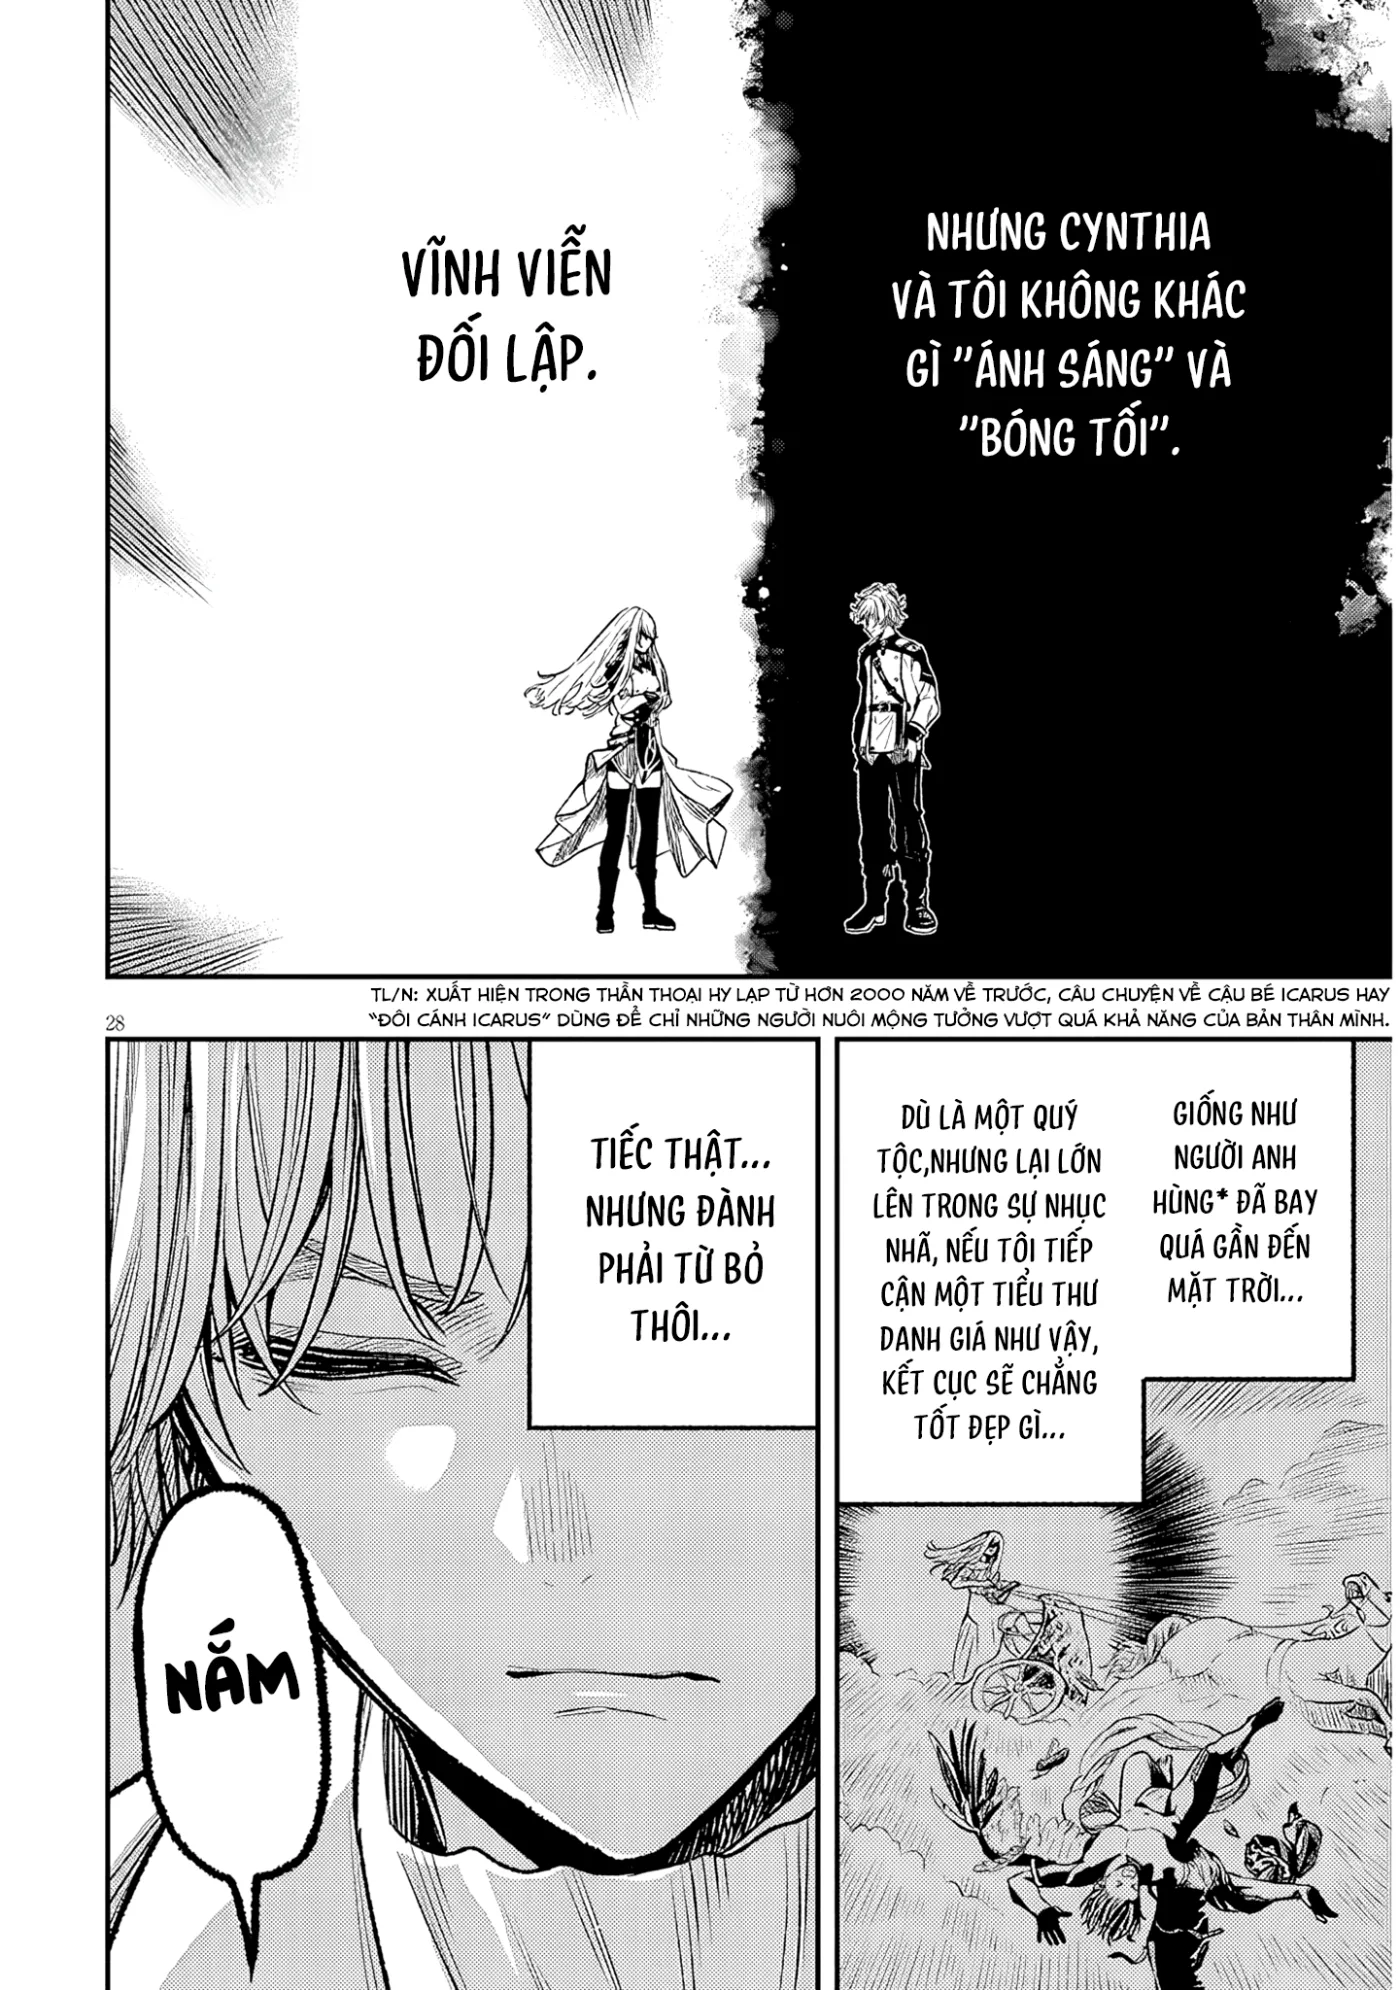 NHƯNG CYNTHIA
VÀ TÔI KHÔNG KHÁC
GÌ "ÁNH SÁNG" VÀ
"BÓNG TỐI".
VĨNH VIỄN
ĐỐI LẬP.
TL/N: XUẤT HIỆN TRONG THẦN THOẠI HY LẠP TỪ HƠN 2000 NĂM VỀ TRƯỚC, CÂU CHUYỆN VỀ CẬU BÉ ICARUS HAY
"ĐÔI CÁNH ICARUS" DÙNG ĐỂ CHỈ NHỮNG NGƯỜI NUÔI MỘNG TƯỞNG VƯỢT QUÁ KHẢ NĂNG CỦA BẢN THÂN MÌNH.
28
GIỐNG NHƯ
NGƯỜI ANH
HÙNG* ĐÃ BAY
QUÁ GẦN ĐẾN
MẶT TRỜI...
DÙ LÀ MỘT QUÝ
TỘC,NHƯNG LẠI LỚN
LÊN TRONG SỰ NHỤC
NHÃ, NẾU TÔI TIẾP
CẬN MỘT TIỂU THƯ
DANH GIÁ NHƯ VẬY,
KẾT CỤC SẼ CHẲNG
TỐT ĐẸP GÌ...
TIẾC THẬT...
NHƯNG ĐÀNH
PHẢI TỪ BỎ
THÔI...
NẮM